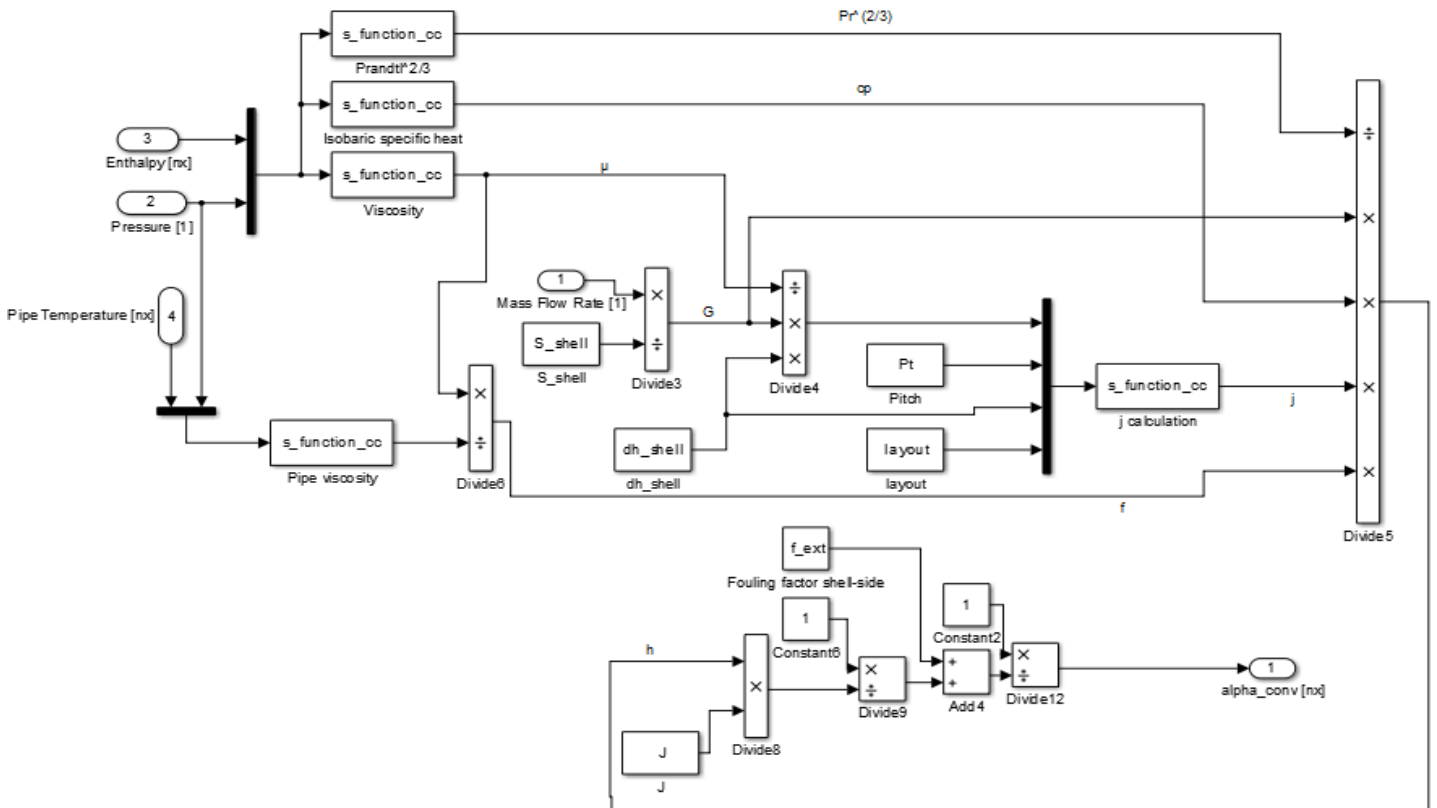 Pr^ (2/3)
s_function_cc
Prandtl^2/3
cp
s_function_cc
Isobaric specific heat
3
Enthalpy [nx]
s_function_cc
Viscosity
μ
2
Pressure [1]
÷
×
×
×
×
Divide5
1
Mass Flow Rate [1]
S_shell
S_shell
×
÷
Divide3
G
÷
×
×
Divide4
Pipe Temperature [nx]
4
Pt
Pitch
s_function_cc
j calculation
j
s_function_cc
Pipe viscosity
×
÷
Divide6
dh_shell
dh_shell
layout
layout
f
f_ext
Fouling factor shell-side
1
Constant6
1
Constant2
h
×
Divide8
J
J
×
÷
Divide9
+
+
Add4
×
÷
Divide12
1
alpha_conv [nx]